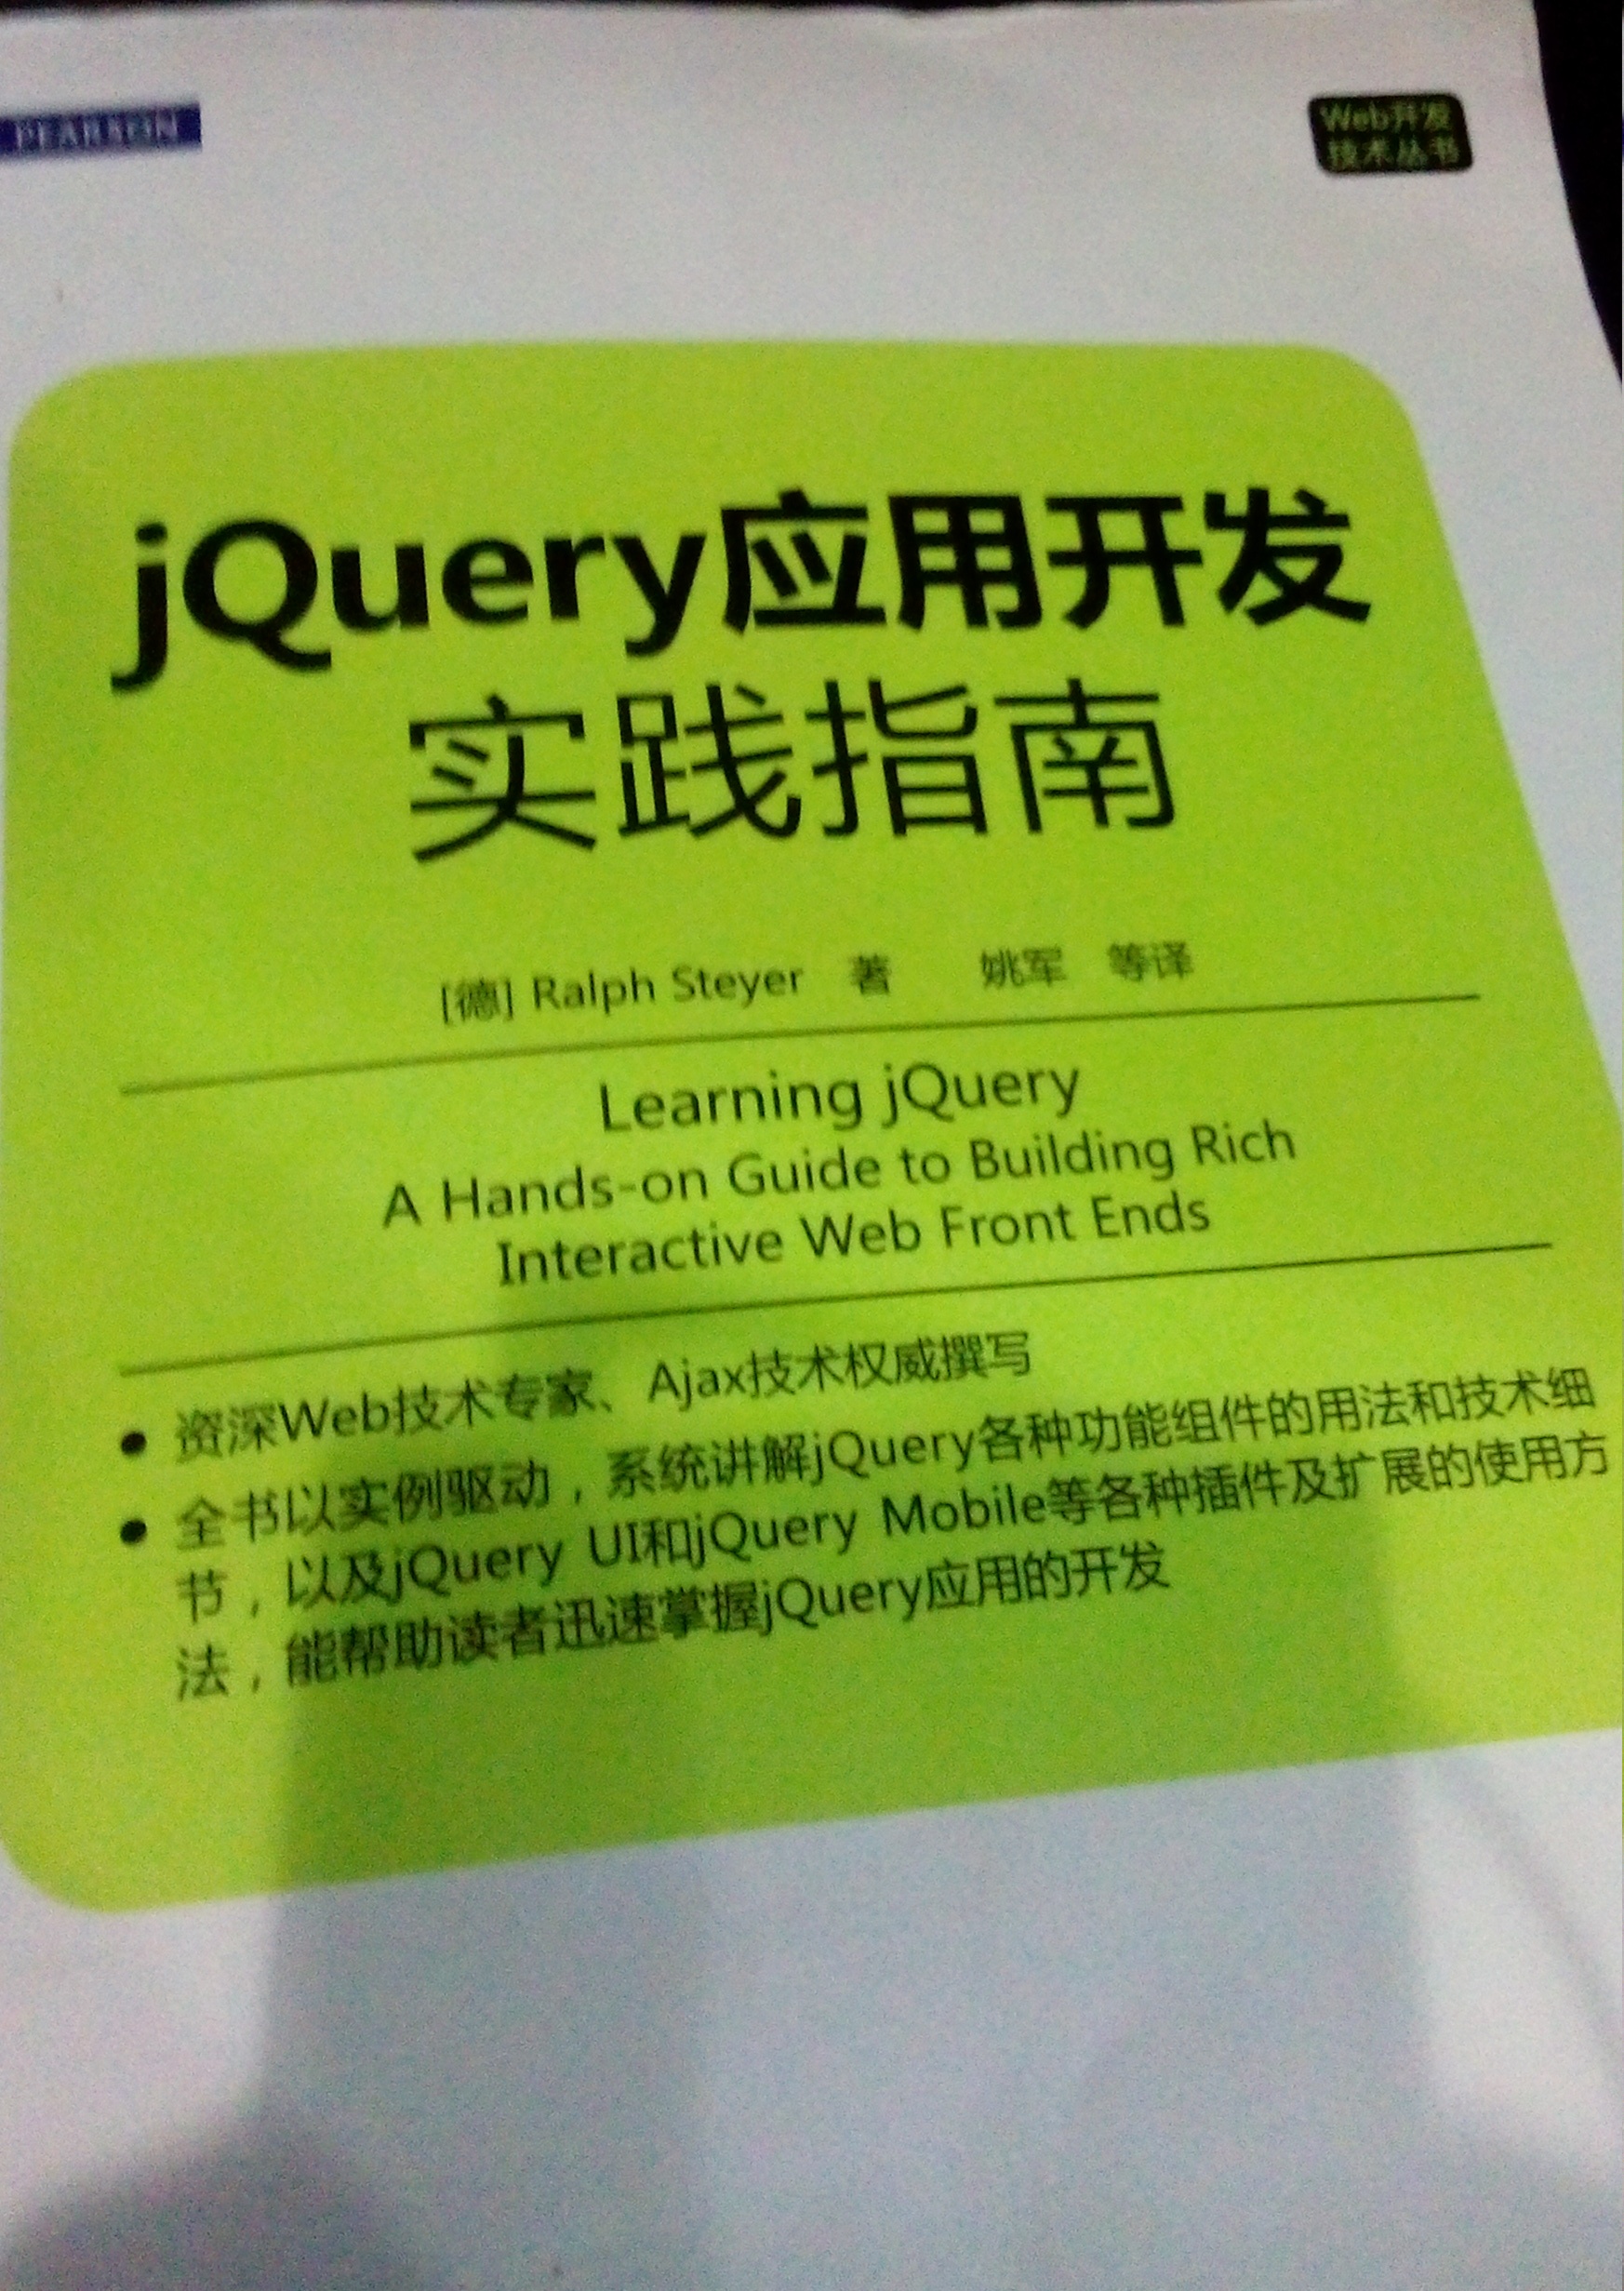 PEARSON
Web开发
技术丛书
jQuery应用开发
实践指南
[德] Ralph Steyer 著 姚军 等译
Learning jQuery
A Hands-on Guide to Building Rich
Interactive Web Front Ends
● 资深Web技术专家、Ajax技术权威撰写
● 全书以实例驱动，系统讲解jQuery各种功能组件的用法和技术细
节，以及jQuery UI和jQuery Mobile等各种插件及扩展的使用方
法，能帮助读者迅速掌握jQuery应用的开发